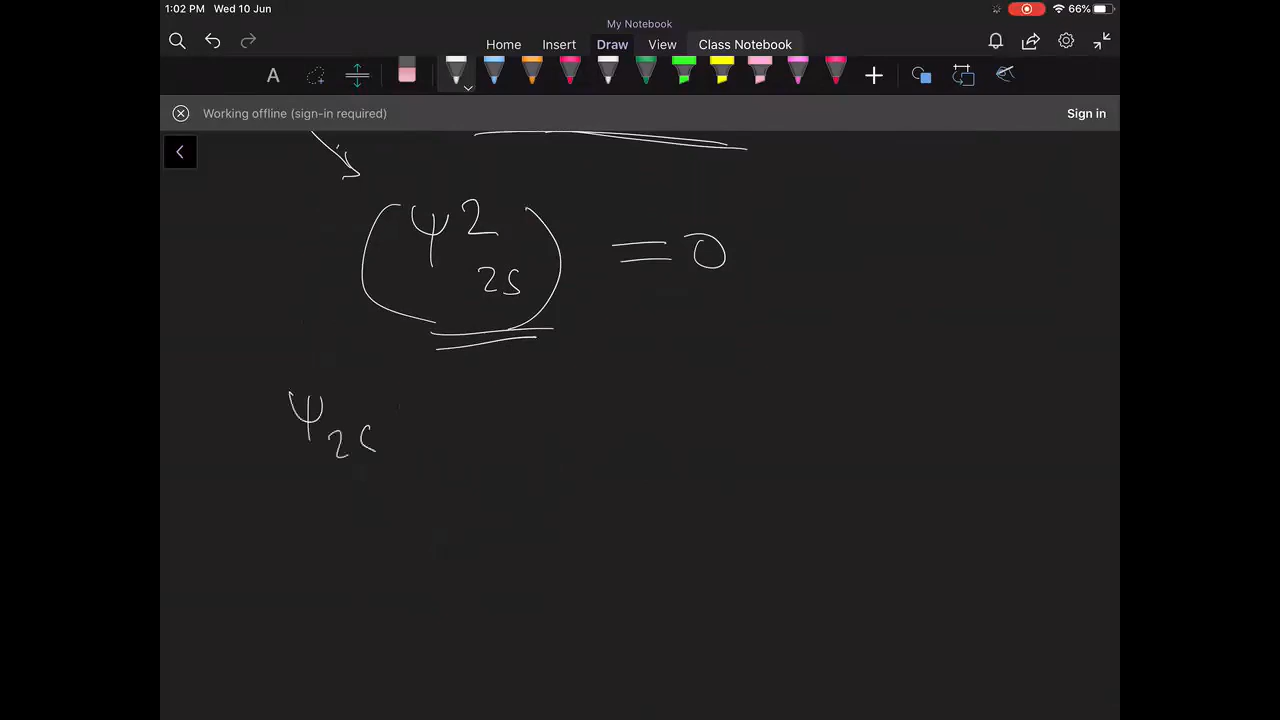 1:02 PM Wed 10 Jun
66%
My Notebook
Home Insert Draw View Class Notebook
A
Working offline (sign-in required) Sign in
(ψ²₂ₛ) = 0
ψ₂